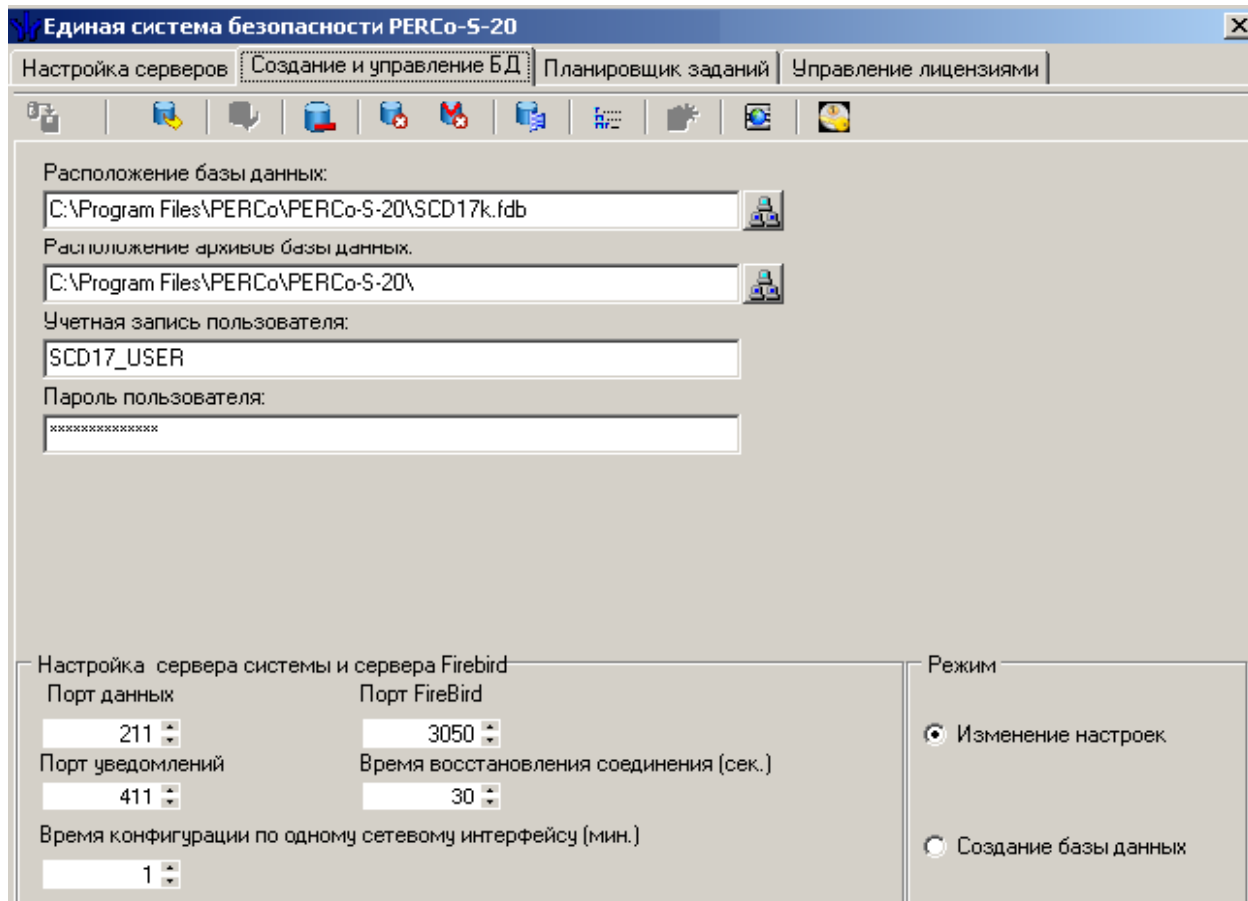 Единая система безопасности PERCo-S-20
Настройка серверов Создание и управление БД Планировщик заданий Управление лицензиями
Расположение базы данных:
C:\Program Files\PERCo\PERCo-S-20\SCD17k.fdb
Расположение архивов базы данных:
C:\Program Files\PERCo\PERCo-S-20\
Учетная запись пользователя:
SCD17_USER
Пароль пользователя:
**************
Настройка сервера системы и сервера Firebird
Режим
Порт данных
Порт FireBird
211
3050
Изменение настроек
Порт уведомлений
Время восстановления соединения (сек.)
411
30
Время конфигурации по одному сетевому интерфейсу (мин.)
Создание базы данных
1